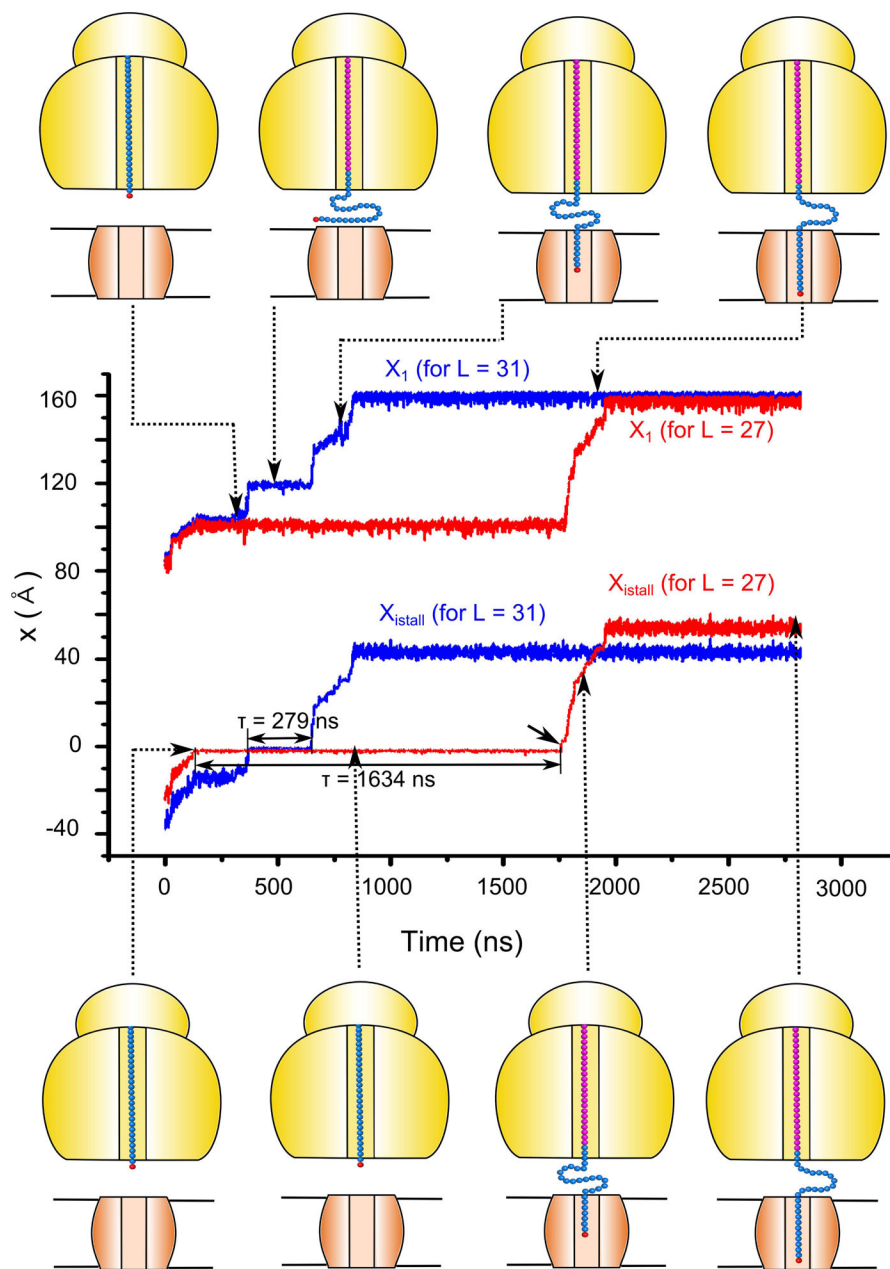 X1 (for L = 31)
X1 (for L = 27)
Xistall (for L = 27)
Xistall (for L = 31)
τ = 279 ns
τ = 1634 ns
x ( Å )
160
120
80
40
0
-40
0 500 1000 1500 2000 2500 3000
Time (ns)